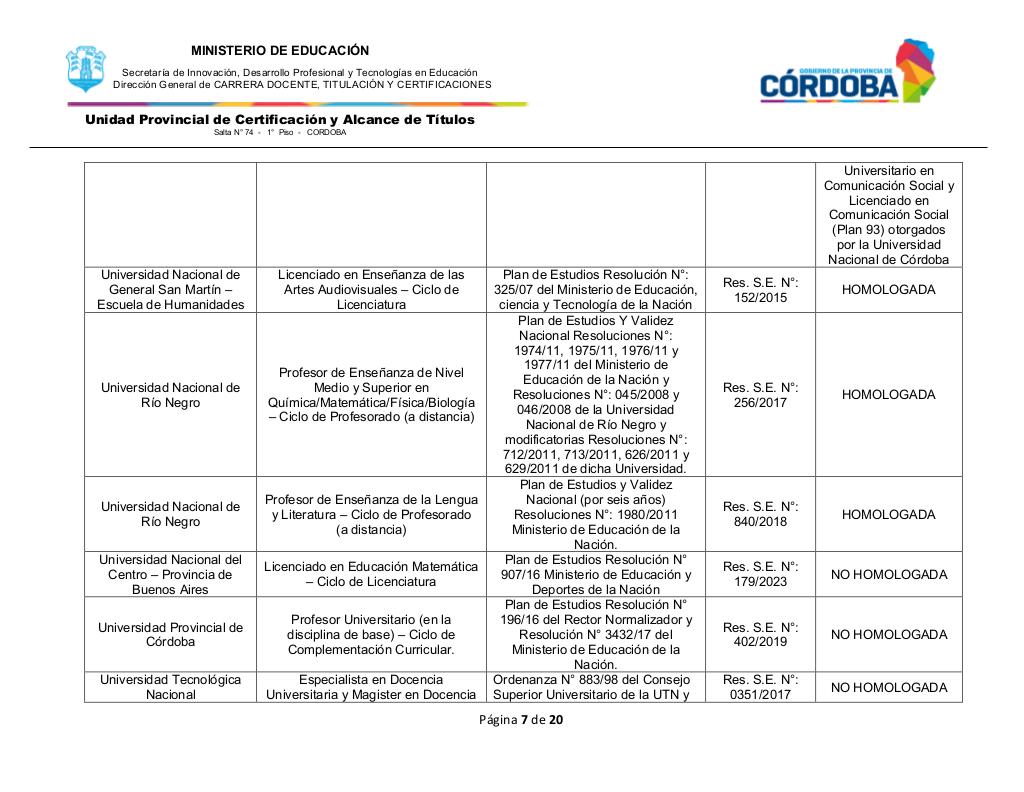 MINISTERIO DE EDUCACIÓN
Secretaría de Innovación, Desarrollo Profesional y Tecnologías en Educación
Dirección General de CARRERA DOCENTE, TITULACIÓN Y CERTIFICACIONES
GOBIERNO DE LA PROVINCIA DE
CÓRDOBA
Unidad Provincial de Certificación y Alcance de Títulos
Salta N° 74 - 1° Piso - CORDOBA
Universitario en
Comunicación Social y
Licenciado en
Comunicación Social
(Plan 93) otorgados
por la Universidad
Nacional de Córdoba
Universidad Nacional de
General San Martín –
Escuela de Humanidades
Licenciado en Enseñanza de las
Artes Audiovisuales – Ciclo de
Licenciatura
Plan de Estudios Resolución N°:
325/07 del Ministerio de Educación,
ciencia y Tecnología de la Nación
Res. S.E. N°:
152/2015
HOMOLOGADA
Universidad Nacional de
Río Negro
Profesor de Enseñanza de Nivel
Medio y Superior en
Química/Matemática/Física/Biología
– Ciclo de Profesorado (a distancia)
Plan de Estudios Y Validez
Nacional Resoluciones N°:
1974/11, 1975/11, 1976/11 y
1977/11 del Ministerio de
Educación de la Nación y
Resoluciones N°: 045/2008 y
046/2008 de la Universidad
Nacional de Río Negro y
modificatorias Resoluciones N°:
712/2011, 713/2011, 626/2011 y
629/2011 de dicha Universidad.
Res. S.E. N°:
256/2017
HOMOLOGADA
Universidad Nacional de
Río Negro
Profesor de Enseñanza de la Lengua
y Literatura – Ciclo de Profesorado
(a distancia)
Plan de Estudios y Validez
Nacional (por seis años)
Resoluciones N°: 1980/2011
Ministerio de Educación de la
Nación.
Res. S.E. N°:
840/2018
HOMOLOGADA
Universidad Nacional del
Centro – Provincia de
Buenos Aires
Licenciado en Educación Matemática
– Ciclo de Licenciatura
Plan de Estudios Resolución N°
907/16 Ministerio de Educación y
Deportes de la Nación
Res. S.E. N°:
179/2023
NO HOMOLOGADA
Universidad Provincial de
Córdoba
Profesor Universitario (en la
disciplina de base) – Ciclo de
Complementación Curricular.
Plan de Estudios Resolución N°
196/16 del Rector Normalizador y
Resolución N° 3432/17 del
Ministerio de Educación de la
Nación.
Res. S.E. N°:
402/2019
NO HOMOLOGADA
Universidad Tecnológica
Nacional
Especialista en Docencia
Universitaria y Magister en Docencia
Ordenanza N° 883/98 del Consejo
Superior Universitario de la UTN y
Res. S.E. N°:
0351/2017
NO HOMOLOGADA
Página 7 de 20